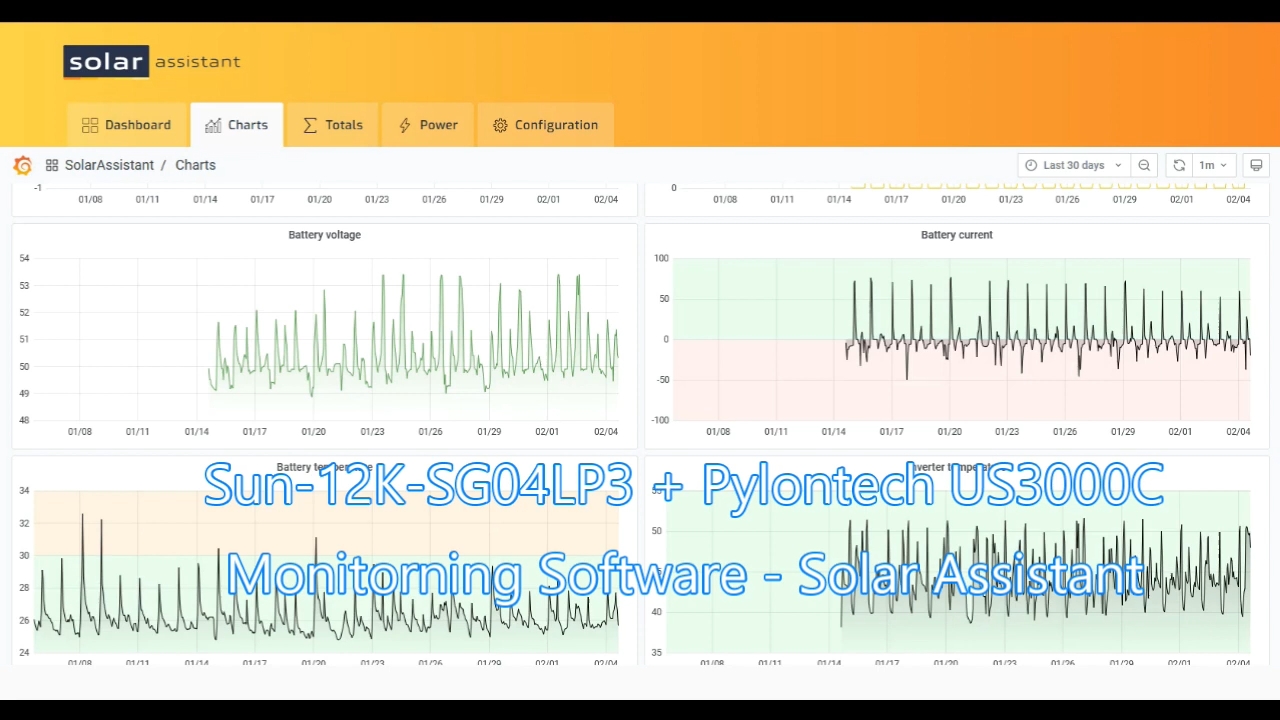 solar assistant
Dashboard Charts Totals Power Configuration
SolarAssistant / Charts Last 30 days 1m
-1
01/08 01/11 01/14 01/17 01/20 01/23 01/26 01/29 02/01 02/04
0
01/08 01/11 01/14 01/17 01/20 01/23 01/26 01/29 02/01 02/04
Battery voltage
54
53
52
51
50
49
48
01/08 01/11 01/14 01/17 01/20 01/23 01/26 01/29 02/01 02/04
Battery current
100
50
0
-50
-100
01/08 01/11 01/14 01/17 01/20 01/23 01/26 01/29 02/01 02/04
Sun-12K-SG04LP3 + Pylontech US3000C
Monitorning Software - Solar Assistant
Battery temperature
34
32
30
28
26
24
01/08 01/11 01/14 01/17 01/20 01/23 01/26 01/29 02/01 02/04
Inverter temperature
50
40
35
01/08 01/11 01/14 01/17 01/20 01/23 01/26 01/29 02/01 02/04